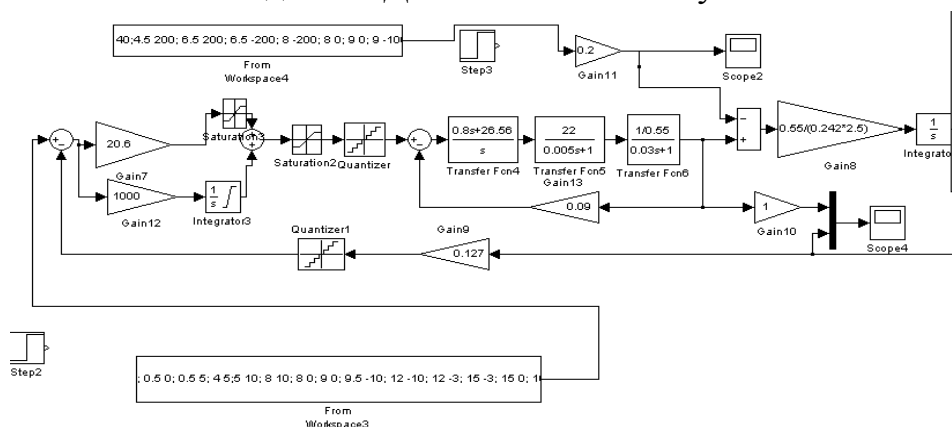 40;4.5 200; 6.5 200; 6.5 -200; 8 -200; 8 0; 9 0; 9 -10
From
Workspace4
Step3
0.2
Gain11
Scope2
20.6
Gain7
Saturation3
Saturation2
Quantizer
0.8s+26.56
s
Transfer Fcn4
22
0.005s+1
Transfer Fcn5
1/0.55
0.03s+1
Transfer Fcn6
0.55/(0.242*2.5)
Gain8
1
s
Integrato
1000
Gain12
1
s
Integrator3
Gain13
0.09
1
Gain10
Scope4
Quantizer1
Gain9
0.127
Step2
; 0.5 0; 0.5 5; 4 5;5 10; 8 10; 8 0; 9 0; 9.5 -10; 12 -10; 12 -3; 15 -3; 15 0; 1
From
Workspace3